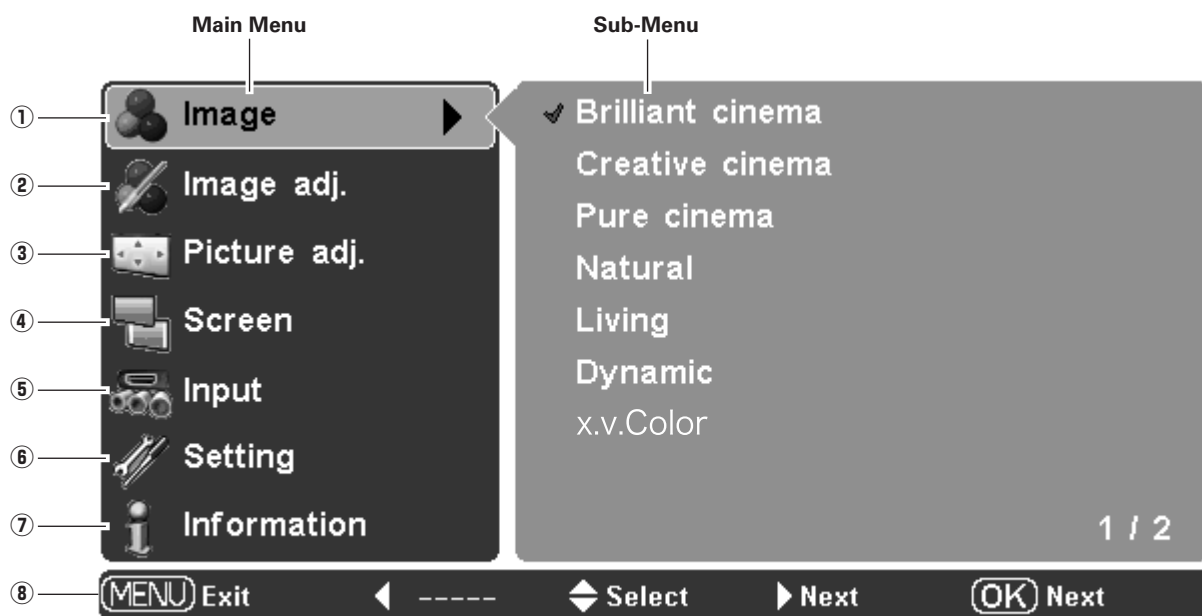 Main Menu
Sub-Menu
① Image
② Image adj.
③ Picture adj.
④ Screen
⑤ Input
⑥ Setting
⑦ Information
Brilliant cinema
Creative cinema
Pure cinema
Natural
Living
Dynamic
x.v.Color
1 / 2
⑧ MENU Exit ----- Select Next OK Next